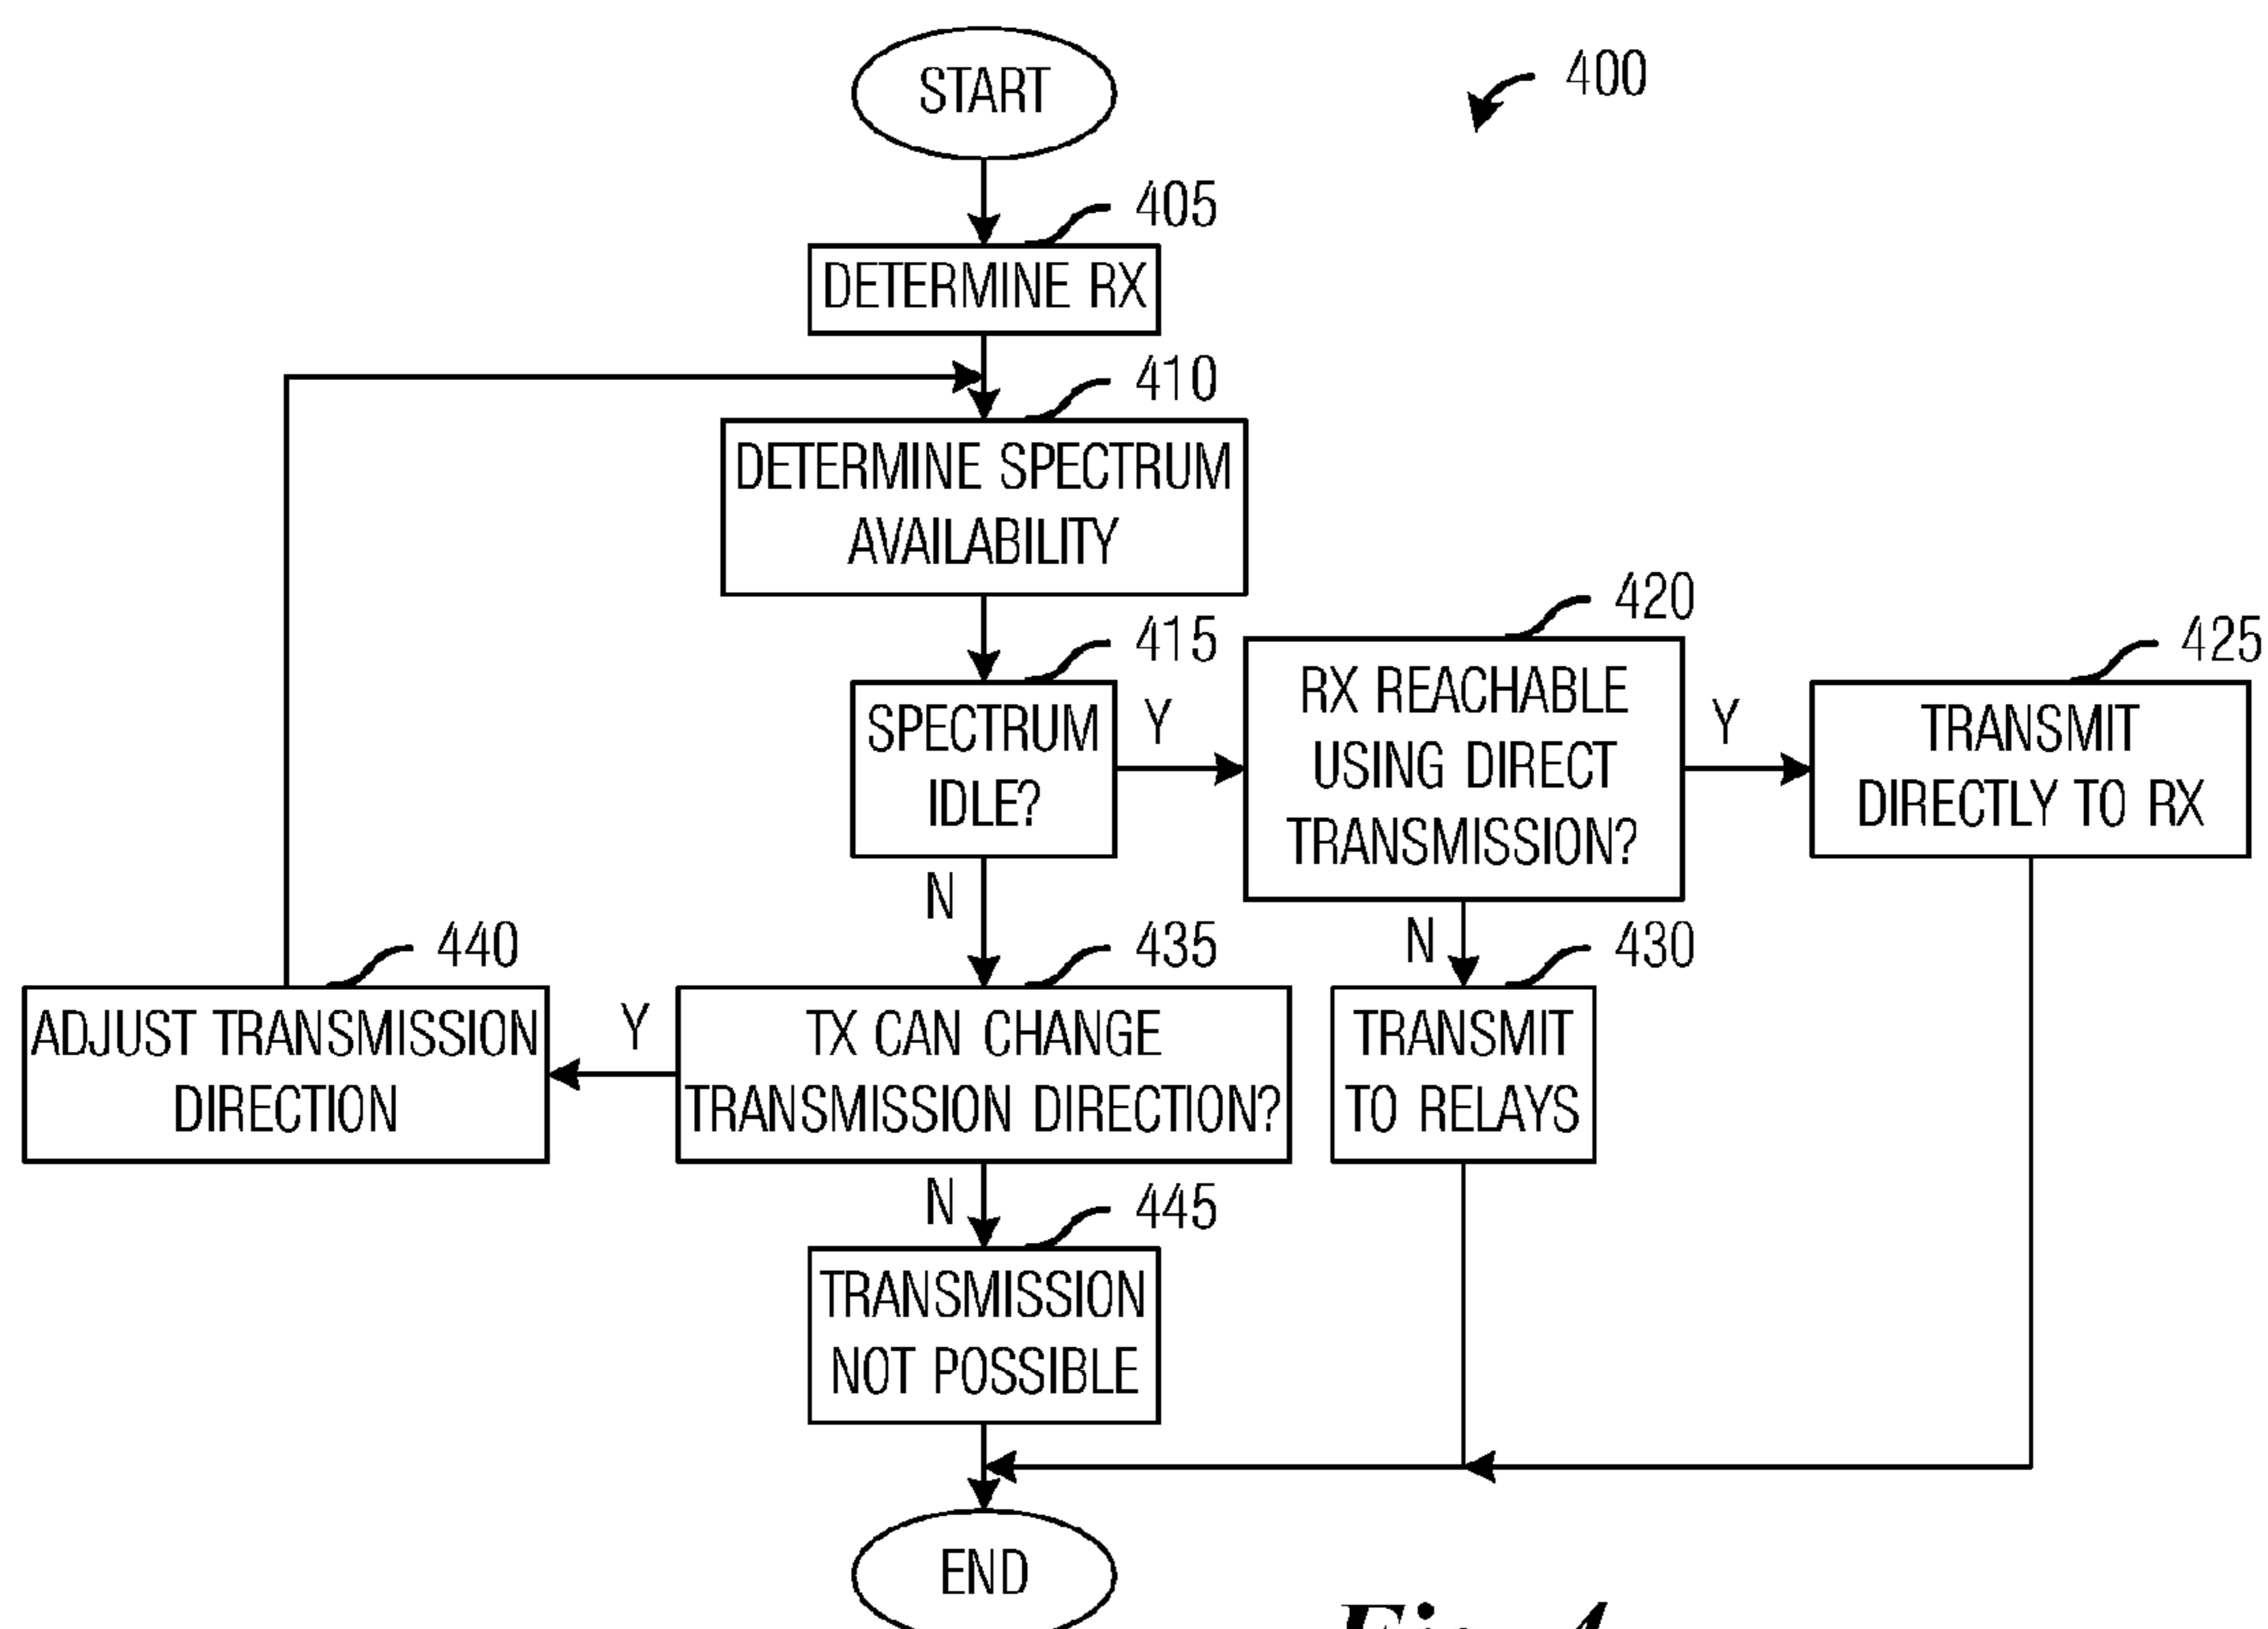 START
400
405
DETERMINE RX
410
DETERMINE SPECTRUM
AVAILABILITY
415
SPECTRUM
IDLE?
Y
N
420
RX REACHABLE
USING DIRECT
TRANSMISSION?
Y
N
425
TRANSMIT
DIRECTLY TO RX
440
ADJUST TRANSMISSION
DIRECTION
Y
435
TX CAN CHANGE
TRANSMISSION DIRECTION?
N
430
TRANSMIT
TO RELAYS
445
TRANSMISSION
NOT POSSIBLE
END